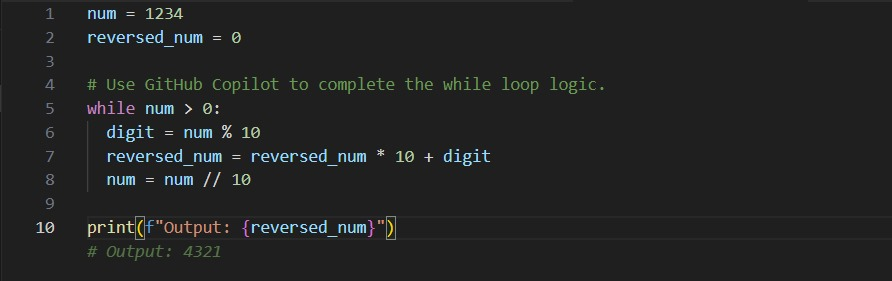 1 num = 1234
2 reversed_num = 0
3
4 # Use GitHub Copilot to complete the while loop logic.
5 while num > 0:
6   digit = num % 10
7   reversed_num = reversed_num * 10 + digit
8   num = num // 10
9
10 print(f"Output: {reversed_num}")
# Output: 4321